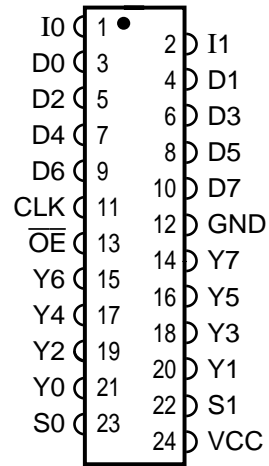 I0 1
2 I1
D0 3
4 D1
D2 5
6 D3
D4 7
8 D5
D6 9
10 D7
CLK 11
12 GND
O̅E̅ 13
14 Y7
Y6 15
16 Y5
Y4 17
18 Y3
Y2 19
20 Y1
Y0 21
22 S1
S0 23
24 VCC